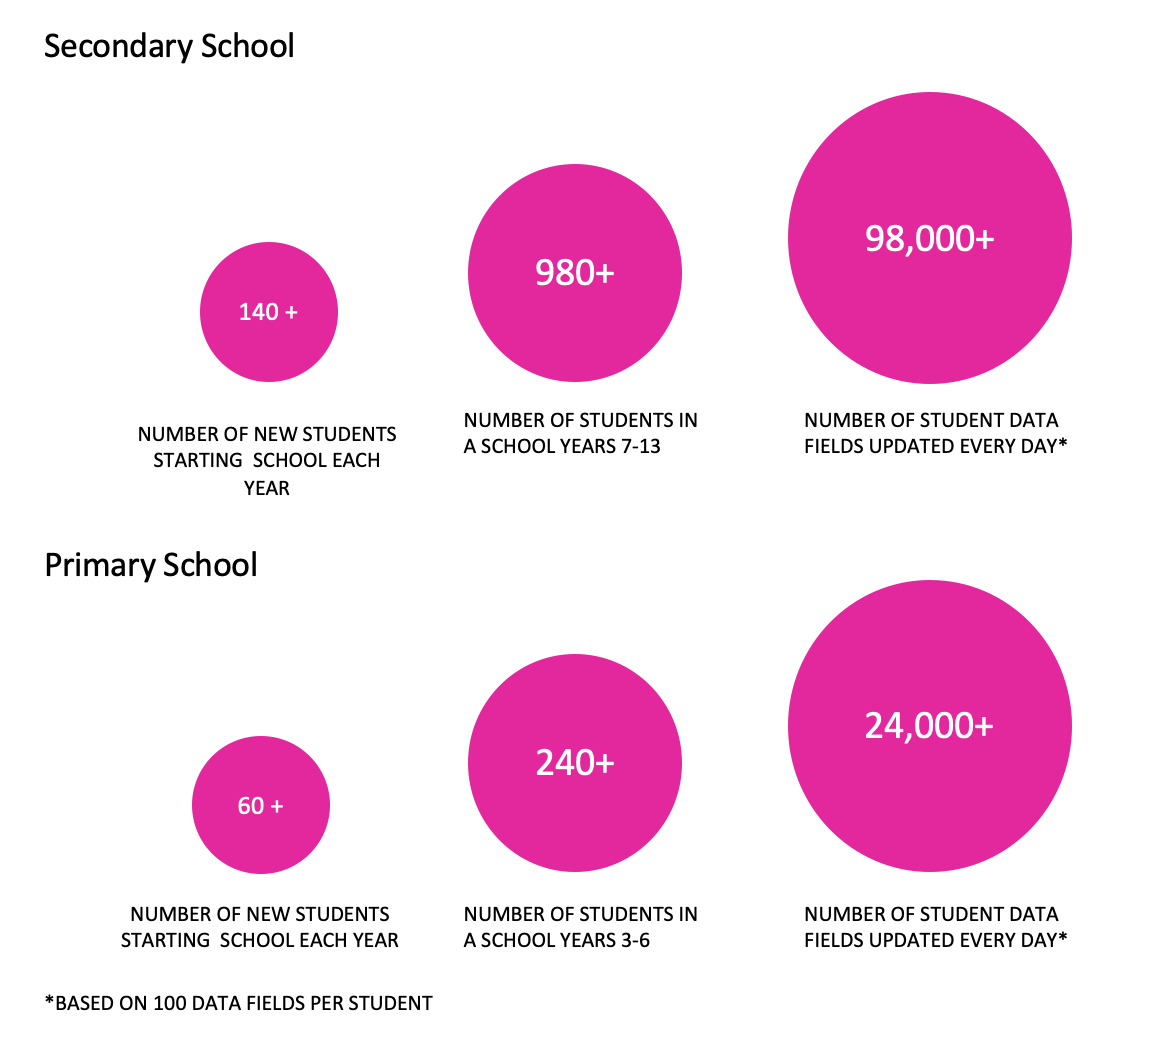 Secondary School
140 +
980+
98,000+
NUMBER OF NEW STUDENTS
STARTING  SCHOOL EACH
YEAR
NUMBER OF STUDENTS IN
A SCHOOL YEARS 7-13
NUMBER OF STUDENT DATA
FIELDS UPDATED EVERY DAY*
Primary School
60 +
240+
24,000+
NUMBER OF NEW STUDENTS
STARTING  SCHOOL EACH YEAR
NUMBER OF STUDENTS IN
A SCHOOL YEARS 3-6
NUMBER OF STUDENT DATA
FIELDS UPDATED EVERY DAY*
*BASED ON 100 DATA FIELDS PER STUDENT